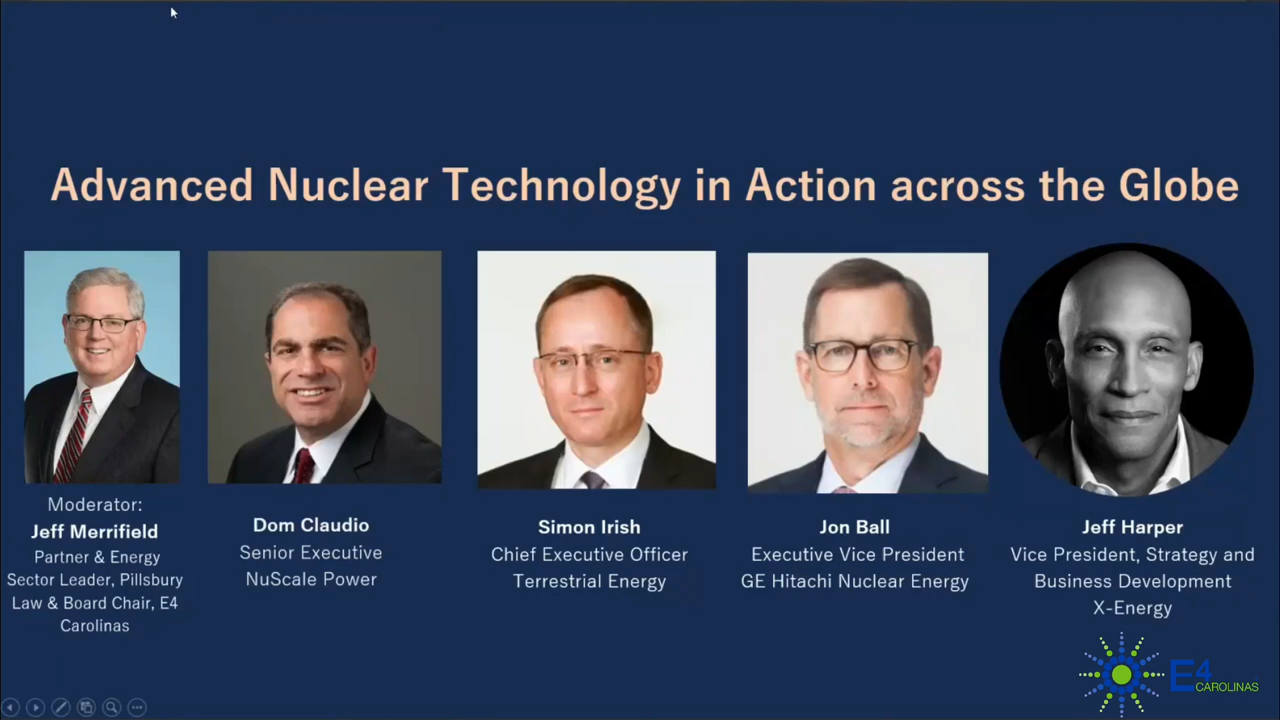 Advanced Nuclear Technology in Action across the Globe
Moderator:
Jeff Merrifield
Partner & Energy
Sector Leader, Pillsbury
Law & Board Chair, E4
Carolinas
Dom Claudio
Senior Executive
NuScale Power
Simon Irish
Chief Executive Officer
Terrestrial Energy
Jon Ball
Executive Vice President
GE Hitachi Nuclear Energy
Jeff Harper
Vice President, Strategy and
Business Development
X-Energy
E4
CAROLINAS